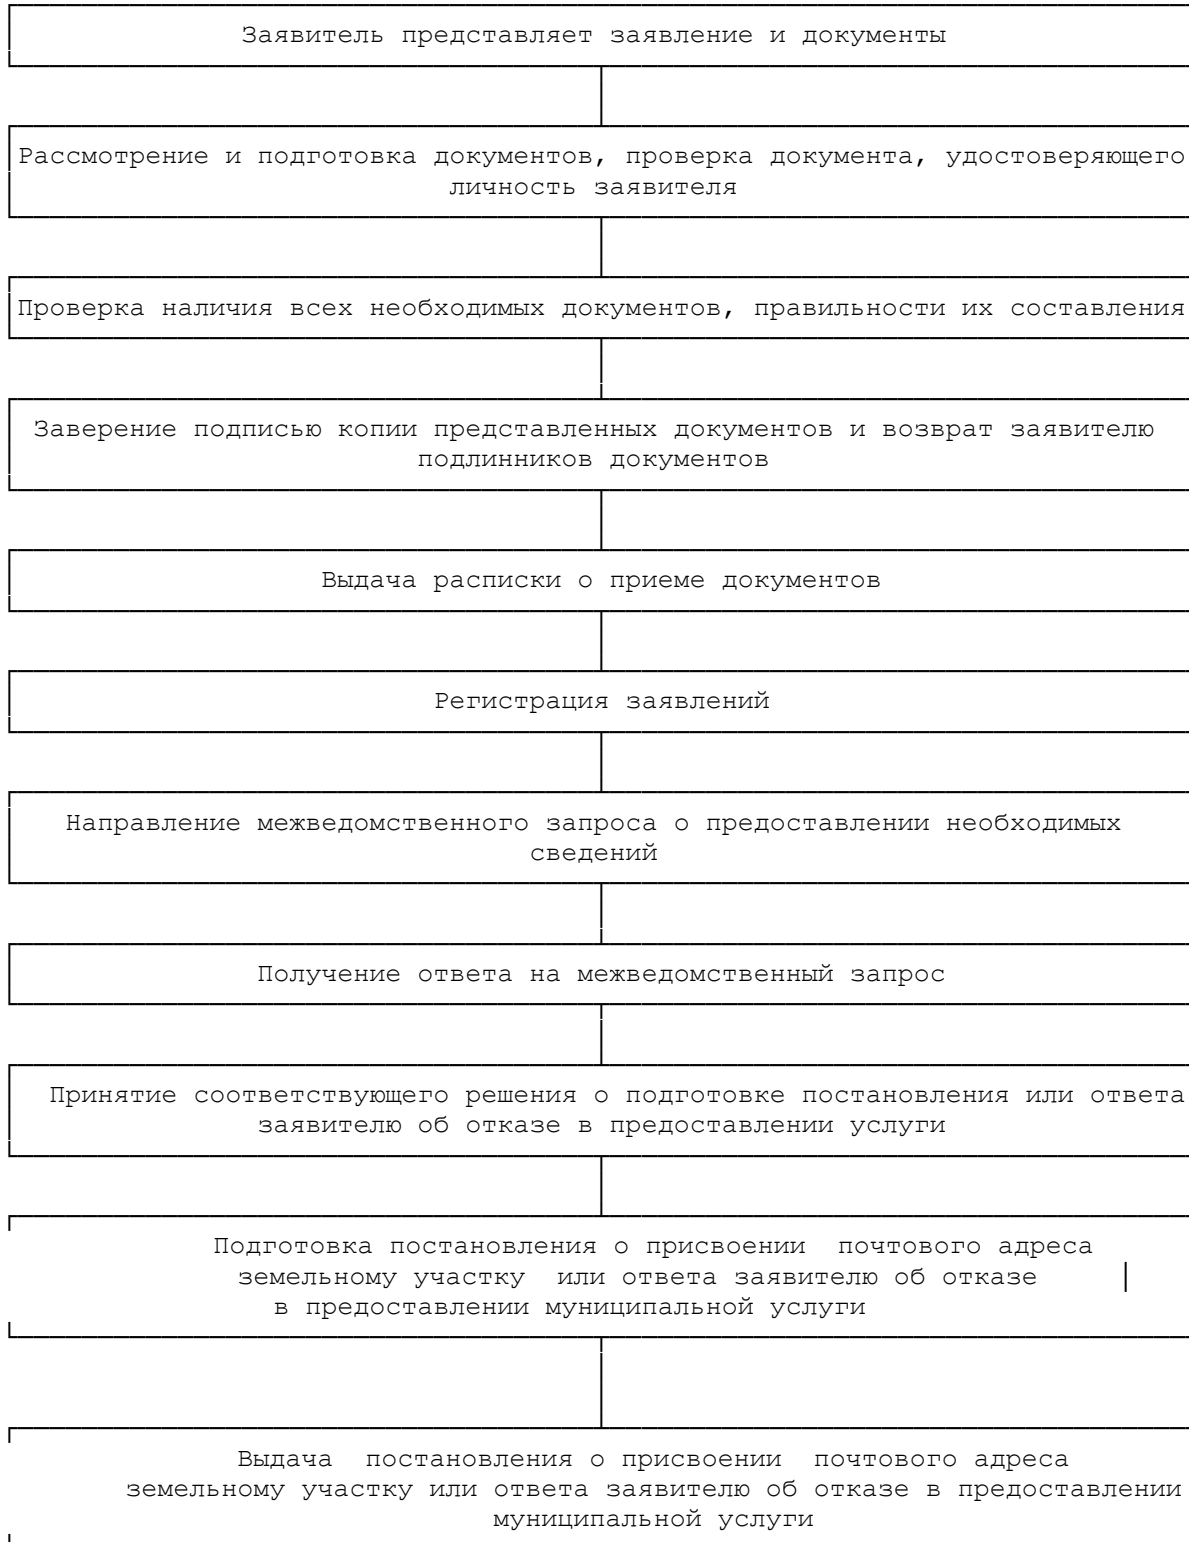 Заявитель представляет заявление и документы
Рассмотрение и подготовка документов, проверка документа, удостоверяющего
личность заявителя
Проверка наличия всех необходимых документов, правильности их составления
Заверение подписью копии представленных документов и возврат заявителю
подлинников документов
Выдача расписки о приеме документов
Регистрация заявлений
Направление межведомственного запроса о предоставлении необходимых
сведений
Получение ответа на межведомственный запрос
Принятие соответствующего решения о подготовке постановления или ответа
заявителю об отказе в предоставлении услуги
Подготовка постановления о присвоении почтового адреса
земельному участку или ответа заявителю об отказе
в предоставлении муниципальной услуги
Выдача постановления о присвоении почтового адреса
земельному участку или ответа заявителю об отказе в предоставлении
муниципальной услуги